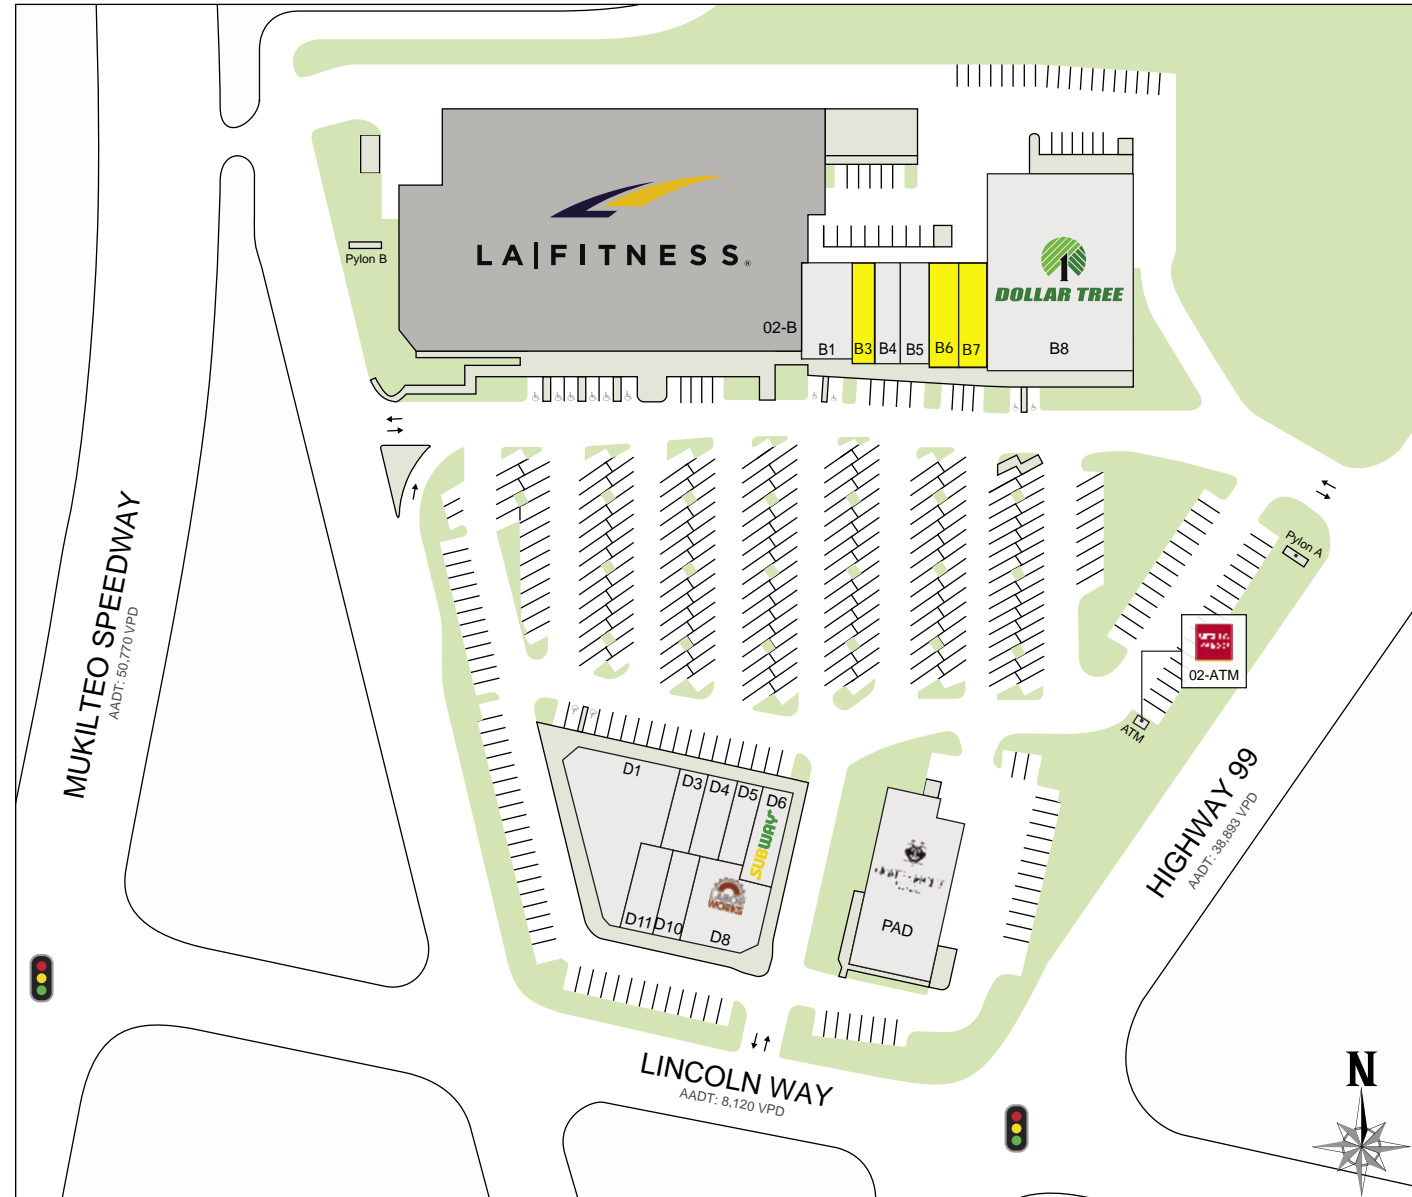 Pylon B
LA|FITNESS®
DOLLAR TREE
02-B
B1
B3
B4
B5
B6
B7
B8
MUKILTEO SPEEDWAY
AADT: 50,770 VPD
Pylon A
02-ATM
ATM
HIGHWAY 99
AADT: 38,893 VPD
D1
D3
D4
D5
D6
SUBWAY
LABOR
WORKS
D11
D10
D8
PAD
LINCOLN WAY
AADT: 8,120 VPD
N